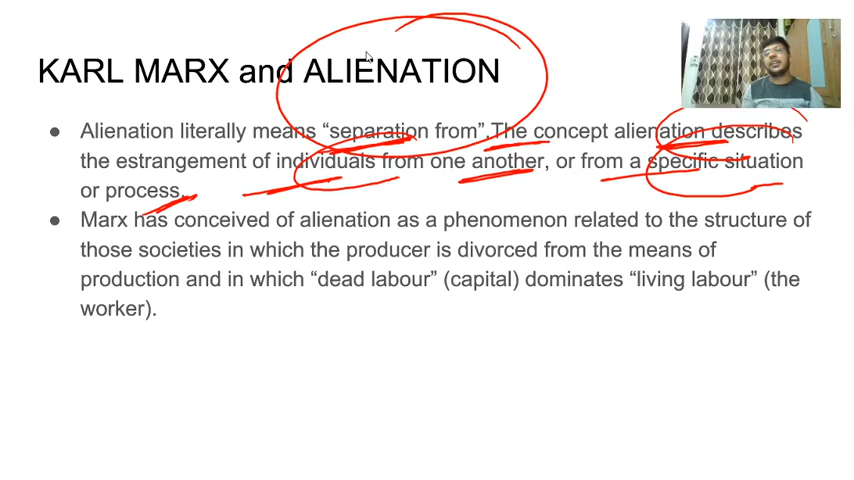 KARL MARX and ALIENATION
● Alienation literally means “separation from”.The concept alienation describes
the estrangement of individuals from one another, or from a specific situation
or process.
● Marx has conceived of alienation as a phenomenon related to the structure of
those societies in which the producer is divorced from the means of
production and in which “dead labour” (capital) dominates “living labour” (the
worker).